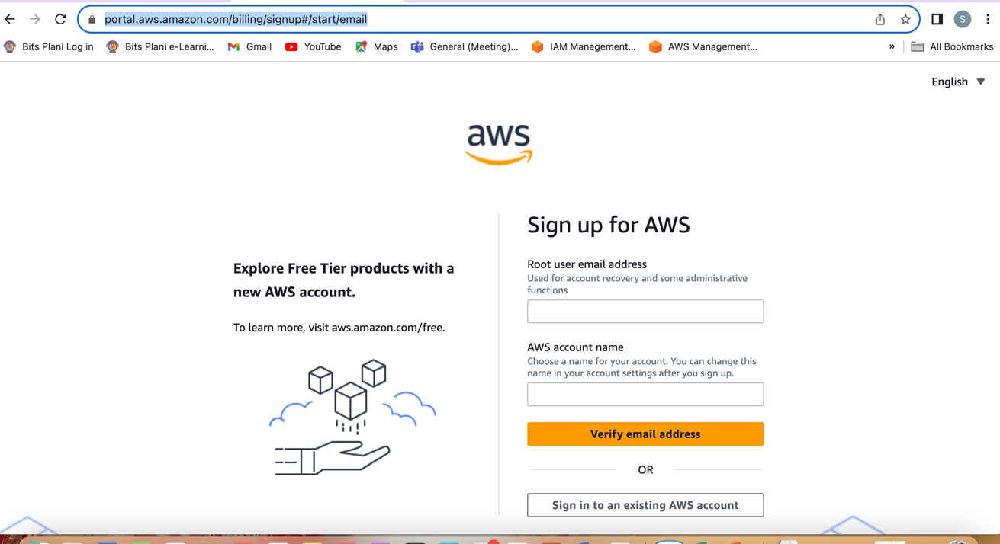 portal.aws.amazon.com/billing/signup#/start/email
S
Bits Plani Log in
Bits Plani e-Learni...
Gmail
YouTube
Maps
General (Meeting)...
IAM Management...
AWS Management...
»
All Bookmarks
English
aws
Explore Free Tier products with a
new AWS account.
To learn more, visit aws.amazon.com/free.
Sign up for AWS
Root user email address
Used for account recovery and some administrative
functions
AWS account name
Choose a name for your account. You can change this
name in your account settings after you sign up.
Verify email address
OR
Sign in to an existing AWS account